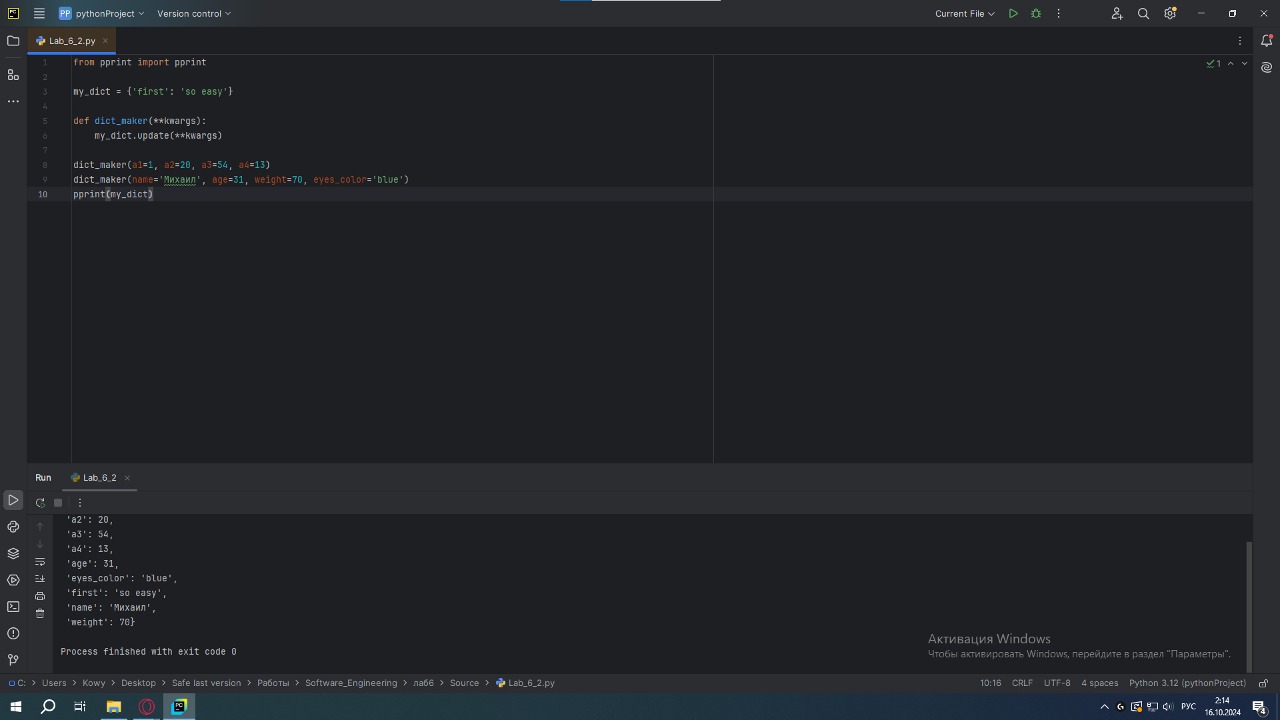 PC
PP pythonProject
Version control
Current File
Lab_6_2.py
1 from pprint import pprint
2
3 my_dict = {'first': 'so easy'}
4
5 def dict_maker(**kwargs):
6 my_dict.update(**kwargs)
7
8 dict_maker(a1=1, a2=20, a3=54, a4=13)
9 dict_maker(name='Михаил', age=31, weight=70, eyes_color='blue')
10 pprint(my_dict)
1
Run
Lab_6_2
'a2': 20,
'a3': 54,
'a4': 13,
'age': 31,
'eyes_color': 'blue',
'first': 'so easy',
'name': 'Михаил',
'weight': 70}
Process finished with exit code 0
Активация Windows
Чтобы активировать Windows, перейдите в раздел "Параметры".
C: > Users > Kowy > Desktop > Safe last version > Работы > Software_Engineering > лаб6 > Source > Lab_6_2.py
10:16 CRLF UTF-8 4 spaces Python 3.12 (pythonProject)
PC
РУС
2:14
16.10.2024
4